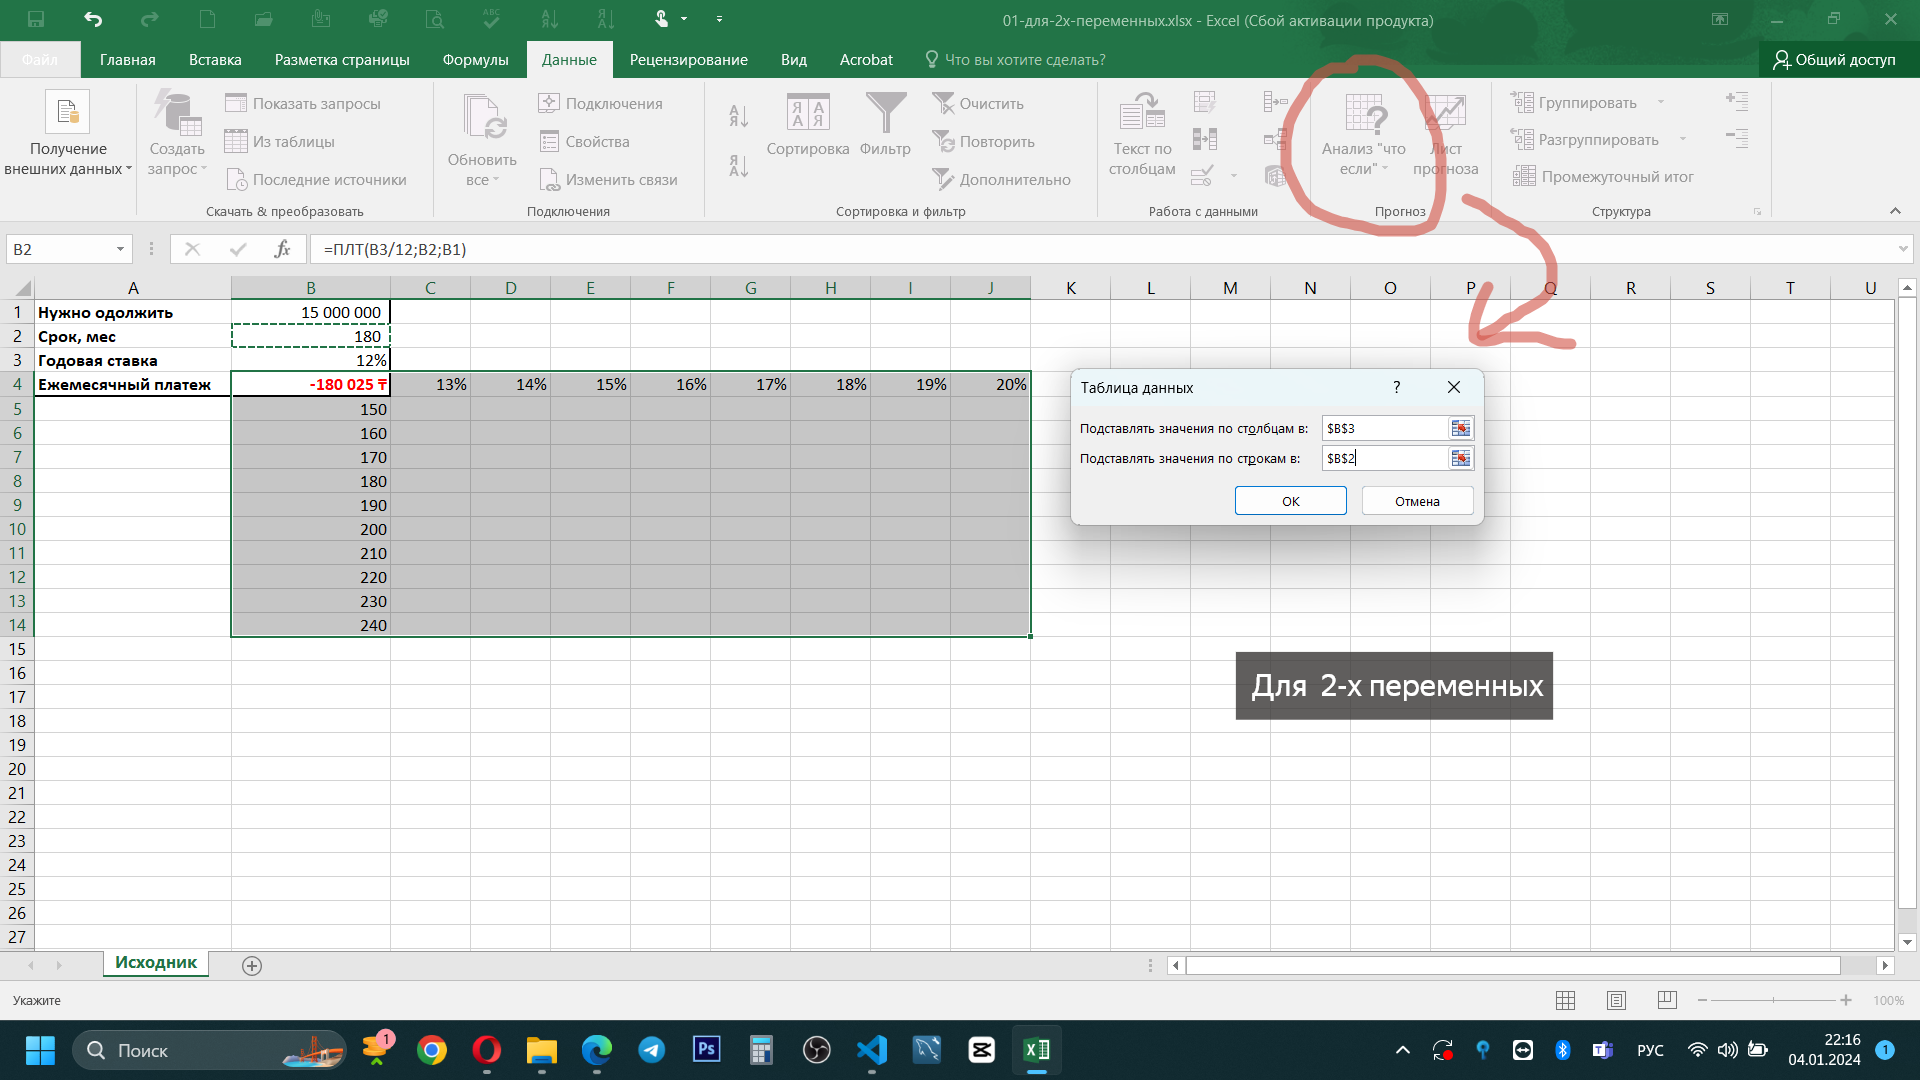 01-для-2х-переменных.xlsx - Excel (Сбой активации продукта)
Файл Главная Вставка Разметка страницы Формулы Данные Рецензирование Вид Acrobat Что вы хотите сделать? Общий доступ
Получение внешних данных
Создать запрос
Показать запросы
Из таблицы
Последние источники
Скачать & преобразовать
Обновить все
Подключения
Свойства
Изменить связи
Подключения
Сортировка
Фильтр
Очистить
Повторить
Дополнительно
Сортировка и фильтр
Текст по столбцам
Работа с данными
Анализ "что если"
Лист прогноза
Прогноз
Группировать
Разгруппировать
Промежуточный итог
Структура
B2 fx =ПЛТ(B3/12;B2;B1)
A B C D E F G H I J K L M N O P Q R S T U
1 Нужно одолжить 15 000 000
2 Срок, мес 180
3 Годовая ставка 12%
4 Ежемесячный платеж -180 025 ₸ 13% 14% 15% 16% 17% 18% 19% 20%
5 150
6 160
7 170
8 180
9 190
10 200
11 210
12 220
13 230
14 240
15
16
17
18
19
20
21
22
23
24
25
26
27
Таблица данных ?
Подставлять значения по столбцам в: $B$3
Подставлять значения по строкам в: $B$2
ОК Отмена
Для 2-х переменных
Исходник
Укажите 100%
Поиск 1 Ps РУС 22:16
04.01.2024 1